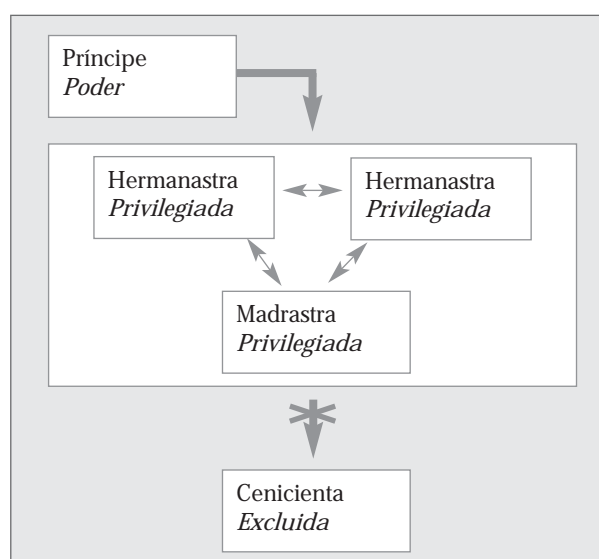 Príncipe
Poder
Hermanastra
Privilegiada
Hermanastra
Privilegiada
Madrastra
Privilegiada
Cenicienta
Excluida